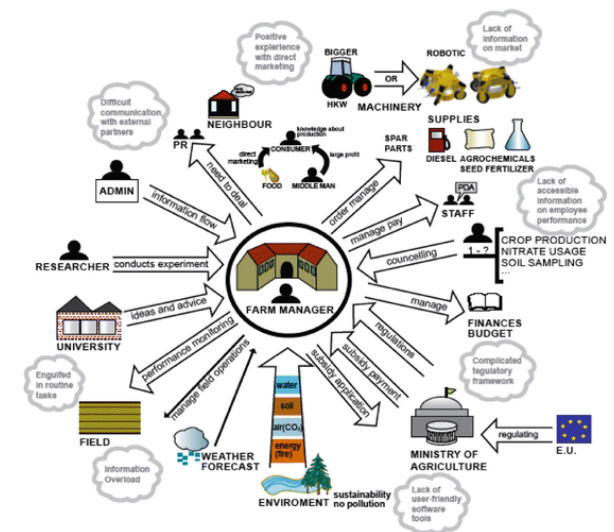 Positive
expierience
with direct
marketing
BIGGER
HKW
OR
MACHINERY
ROBOTIC
Lack of
information
on market
Difficult
communication
with external
partners
NEIGHBOUR
PR
knowledge about
production
CONSUMER
direct
marketing
large profit
FOOD
MIDDLE MAN
SPAR
PARTS
SUPPLIES
DIESEL
AGROCHEMICALS
SEED FERTILIZER
ADMIN
need to deal
information flow
order manage
manage pay
PDA
STAFF
Lack of
accessible
information
on employee
performance
RESEARCHER
conducts experiment
FARM MANAGER
councelling
1 - ?
CROP PRODUCTION
NITRATE USAGE
SOIL SAMPLING
...
UNIVERSITY
ideas and advice
manage
FINANCES
BUDGET
performance monitoring
manage field operations
regulations
subsidy payment
subsidy application
Engulfed
in routine
tasks
Complicated
tegulatory
framework
FIELD
WEATHER
FORECAST
water
soil
air(CO₂)
energy
(fire)
MINISTRY OF
AGRICULTURE
regulating
E.U.
Information
Overload
ENVIROMENT
sustainability
no pollution
Lack of
user-friendly
software
tools